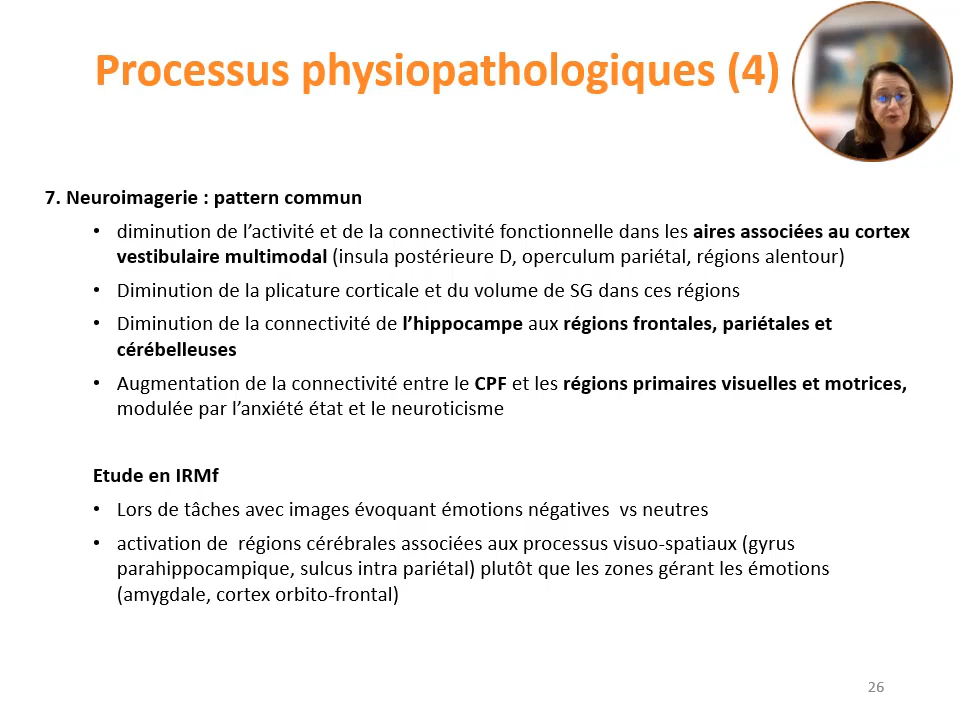 Processus physiopathologiques (4)
7. Neuroimagerie : pattern commun
• diminution de l’activité et de la connectivité fonctionnelle dans les aires associées au cortex
vestibulaire multimodal (insula postérieure D, operculum pariétal, régions alentour)
• Diminution de la plicature corticale et du volume de SG dans ces régions
• Diminution de la connectivité de l’hippocampe aux régions frontales, pariétales et
cérébelleuses
• Augmentation de la connectivité entre le CPF et les régions primaires visuelles et motrices,
modulée par l’anxiété état et le neuroticisme
Etude en IRMf
• Lors de tâches avec images évoquant émotions négatives  vs neutres
• activation de  régions cérébrales associées aux processus visuo-spatiaux (gyrus
parahippocampique, sulcus intra pariétal) plutôt que les zones gérant les émotions
(amygdale, cortex orbito-frontal)
26